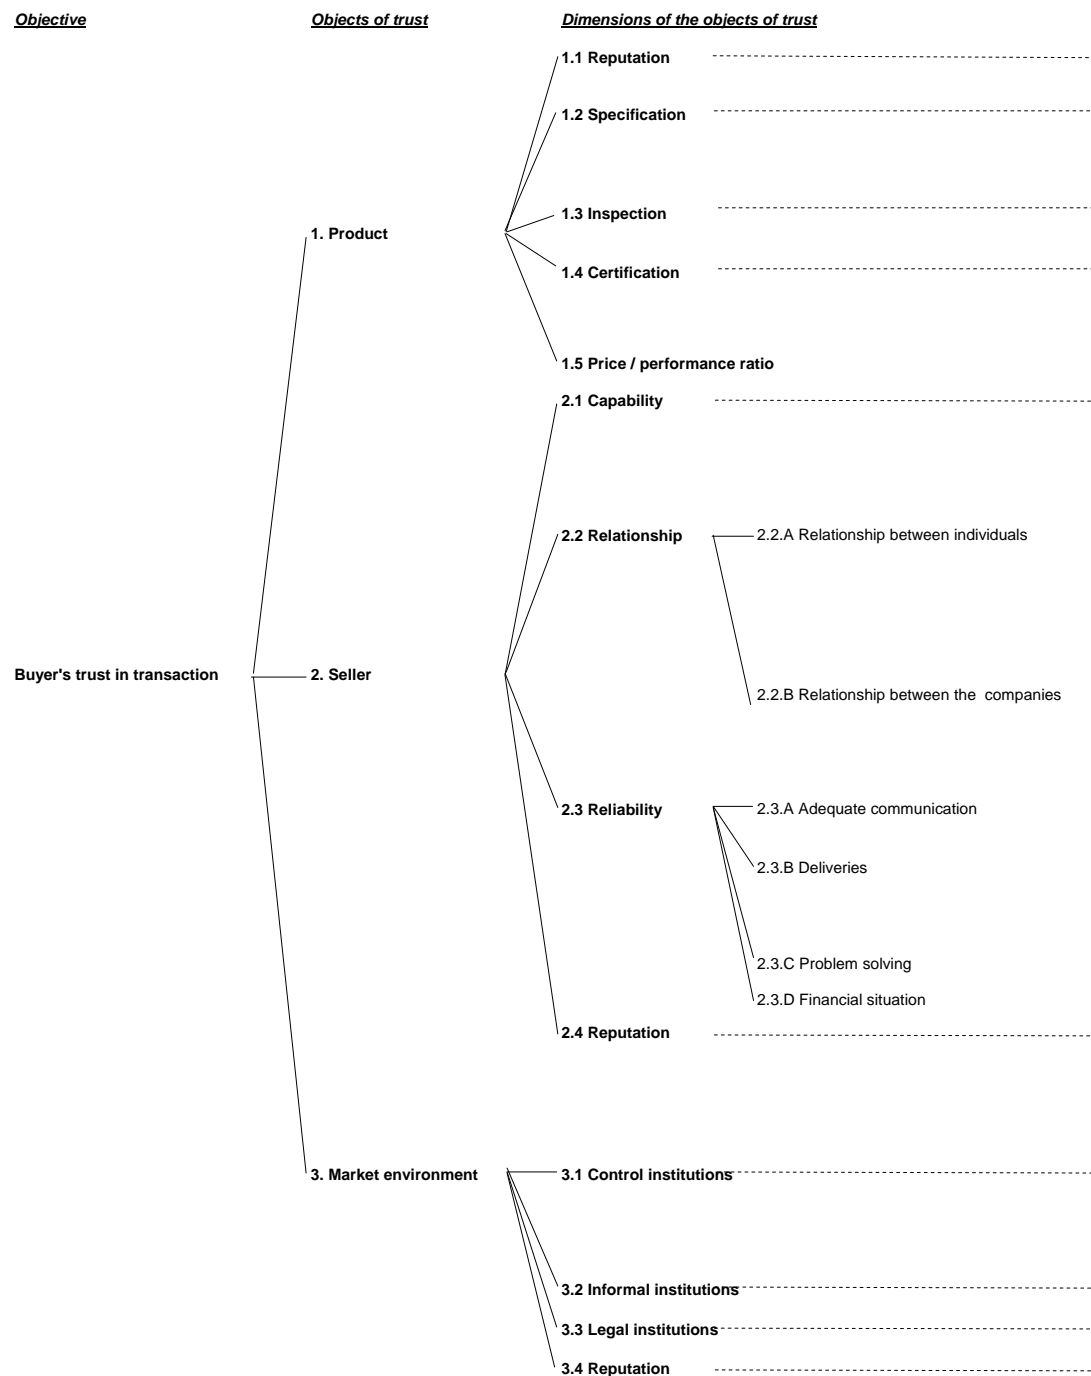 Objective
Objects of trust
Dimensions of the objects of trust
1.1 Reputation
1.2 Specification
1.3 Inspection
1. Product
1.4 Certification
1.5 Price / performance ratio
2.1 Capability
2.2 Relationship
2.2.A Relationship between individuals
Buyer's trust in transaction
2. Seller
2.2.B Relationship between the companies
2.3 Reliability
2.3.A Adequate communication
2.3.B Deliveries
2.3.C Problem solving
2.3.D Financial situation
2.4 Reputation
3. Market environment
3.1 Control institutions
3.2 Informal institutions
3.3 Legal institutions
3.4 Reputation